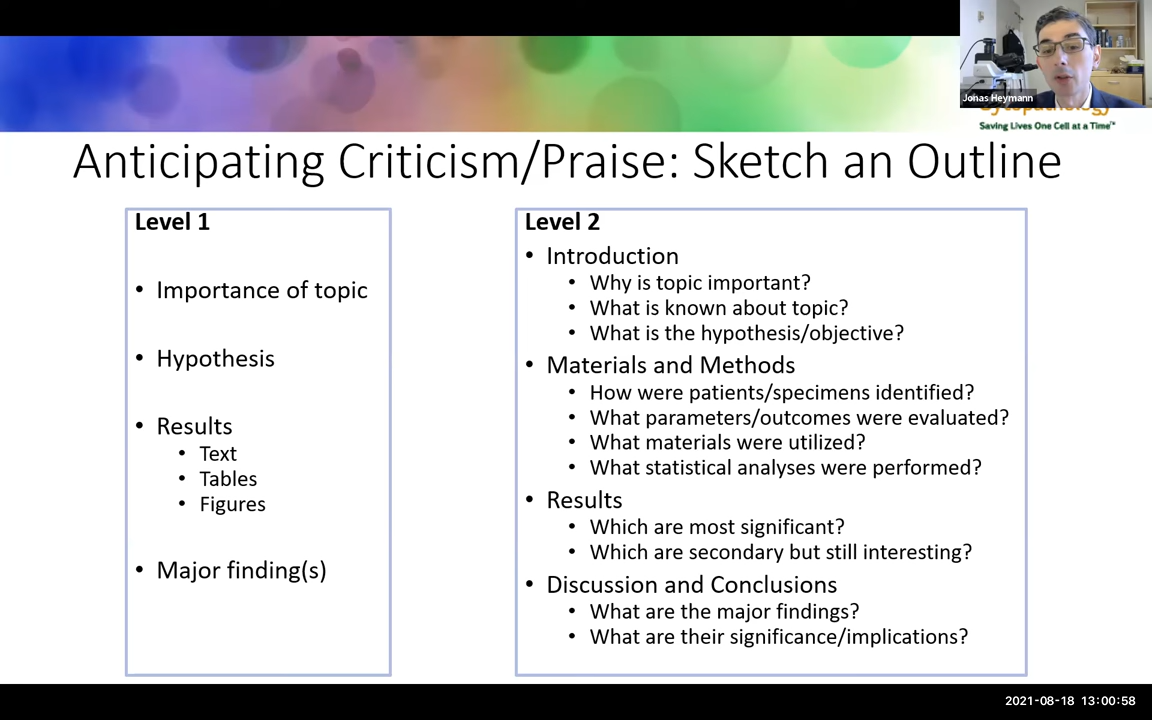 Jonas Heymann
Cytopathology
Saving Lives One Cell at a Time™
Anticipating Criticism/Praise: Sketch an Outline
Level 1
• Importance of topic
• Hypothesis
• Results
• Text
• Tables
• Figures
• Major finding(s)
Level 2
• Introduction
• Why is topic important?
• What is known about topic?
• What is the hypothesis/objective?
• Materials and Methods
• How were patients/specimens identified?
• What parameters/outcomes were evaluated?
• What materials were utilized?
• What statistical analyses were performed?
• Results
• Which are most significant?
• Which are secondary but still interesting?
• Discussion and Conclusions
• What are the major findings?
• What are their significance/implications?
2021-08-18 13:00:58